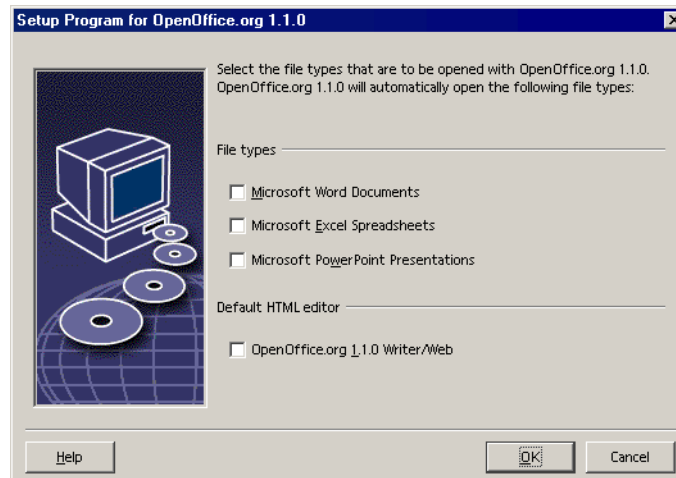 Setup Program for OpenOffice.org 1.1.0
Select the file types that are to be opened with OpenOffice.org 1.1.0.
OpenOffice.org 1.1.0 will automatically open the following file types:
File types
Microsoft Word Documents
Microsoft Excel Spreadsheets
Microsoft PowerPoint Presentations
Default HTML editor
OpenOffice.org 1.1.0 Writer/Web
Help
OK
Cancel